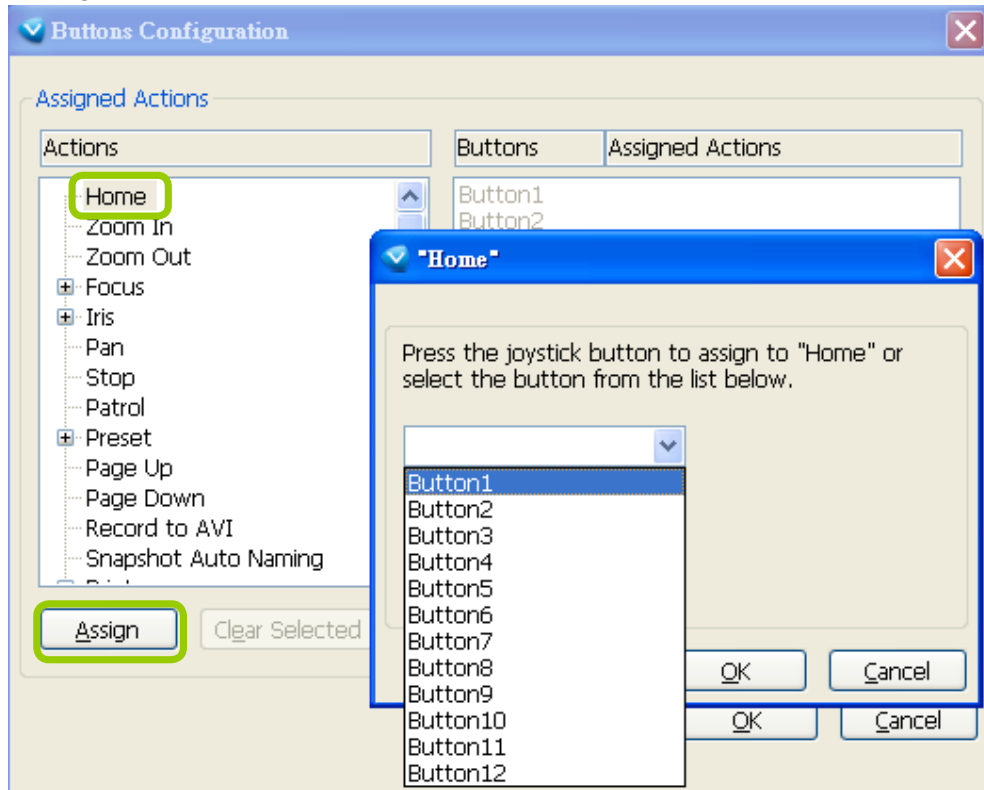 Buttons Configuration
Assigned Actions
Actions
Buttons
Assigned Actions
Home
Zoom In
Zoom Out
Focus
Iris
Pan
Stop
Patrol
Preset
Page Up
Page Down
Record to AVI
Snapshot Auto Naming
Button1
Button2
Assign
Clear Selected
"Home"
Press the joystick button to assign to "Home" or
select the button from the list below.
Button1
Button2
Button3
Button4
Button5
Button6
Button7
Button8
Button9
Button10
Button11
Button12
OK
Cancel
OK
Cancel